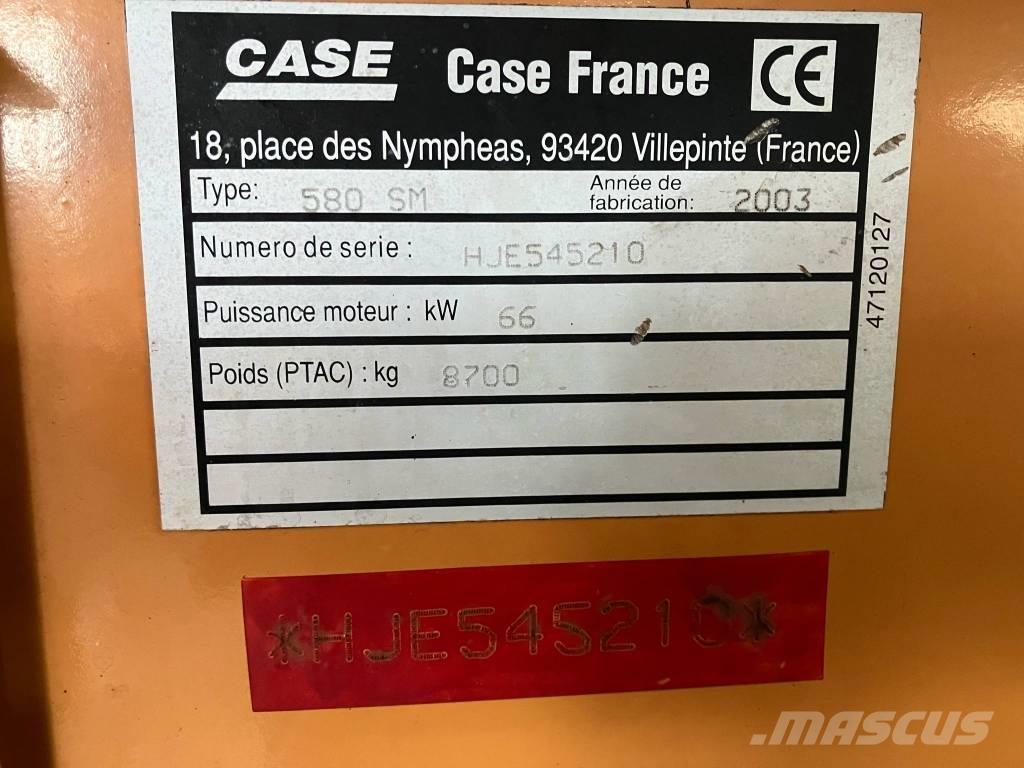 CASE Case France CE
18, place des Nympheas, 93420 Villepinte (France)
Type: 580 SM Année de fabrication: 2003
Numero de serie : HJE545210
Puissance moteur : kW 66
Poids (PTAC) : kg 8700
47120127
*HJE545210*
.MASCUS